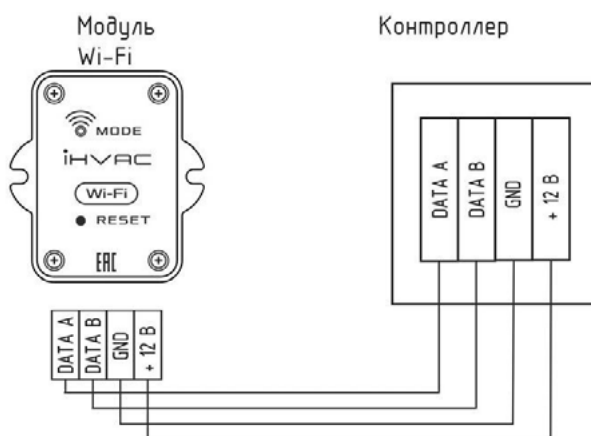 Модуль
Wi-Fi
Контроллер
MODE
iHVAC
Wi-Fi
RESET
EAC
DATA A
DATA B
GND
+ 12 В
DATA A
DATA B
GND
+ 12 В